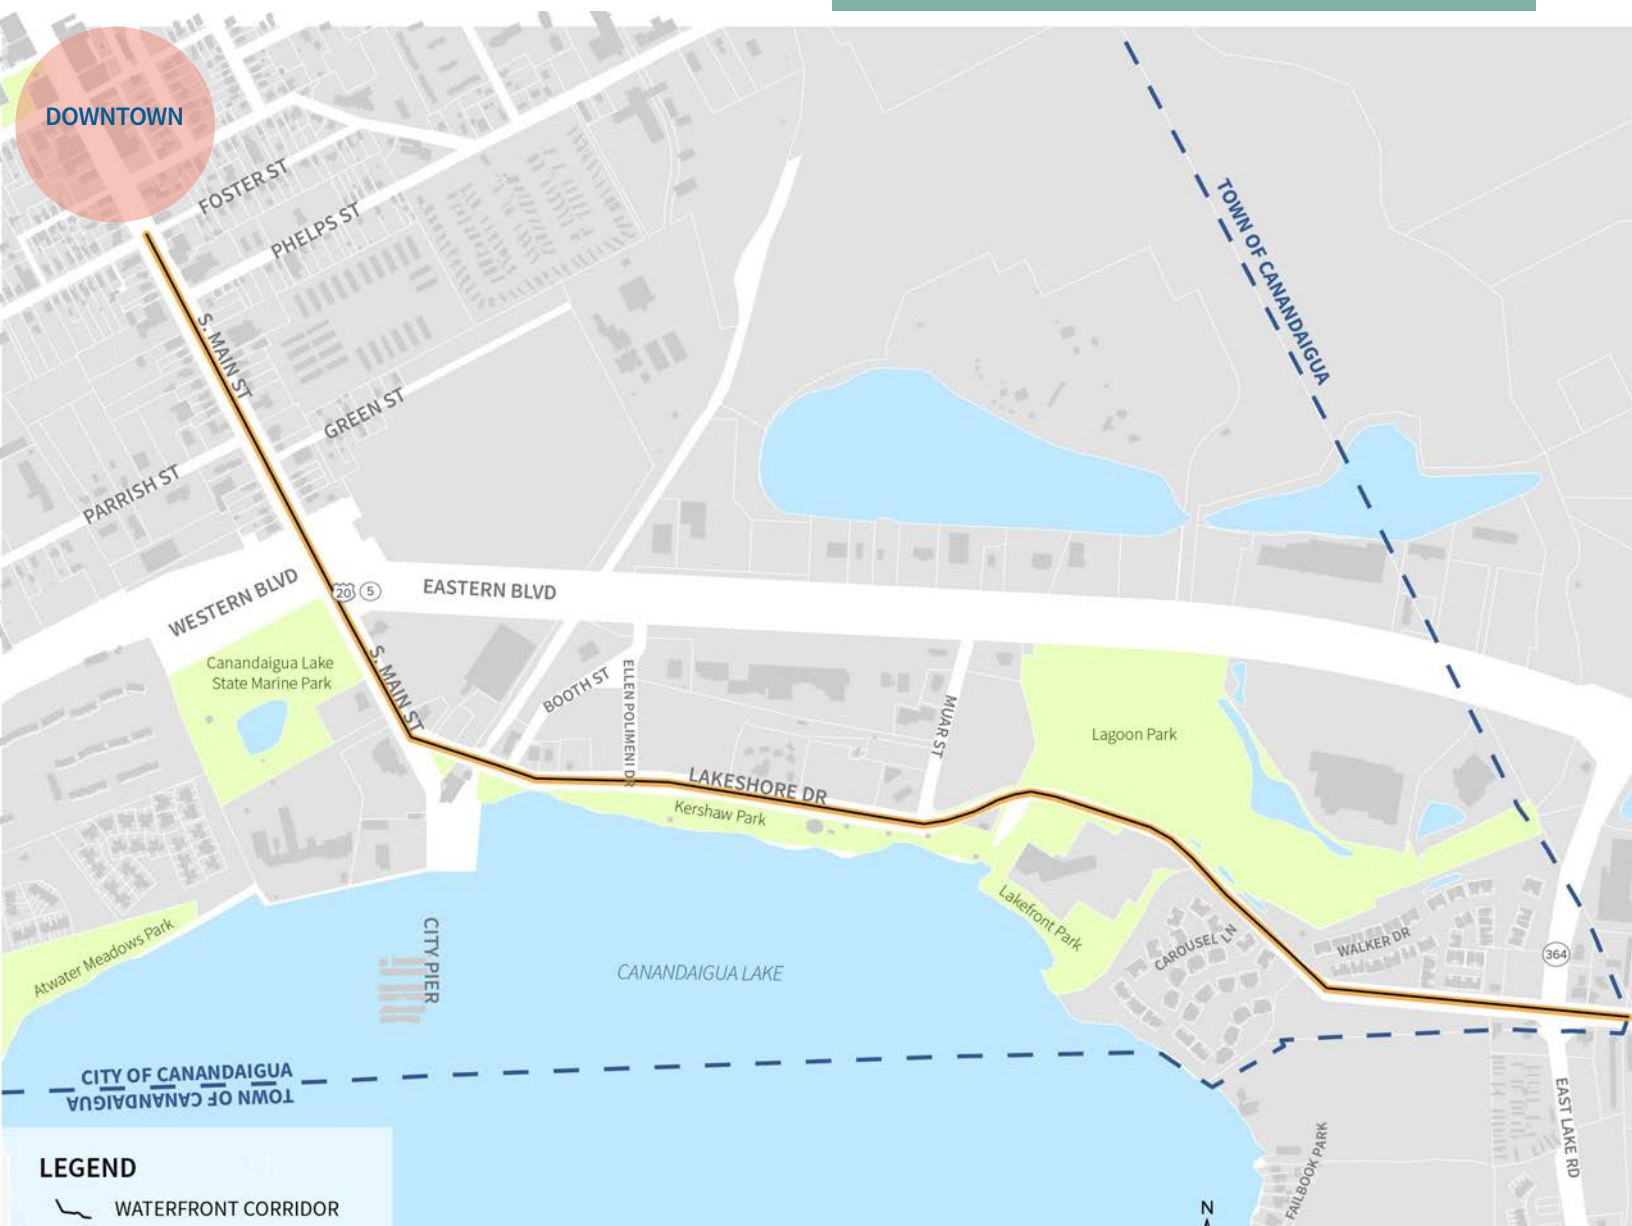 DOWNTOWN
FOSTER ST
PHELPS ST
TOWN OF CANANDAIGUA
S. MAIN ST
GREEN ST
PARRISH ST
WESTERN BLVD
20
5
EASTERN BLVD
Canandaigua Lake
State Marine Park
S. MAIN ST
BOOTH ST
ELLEN POLIMENI DR
MUAR ST
Lagoon Park
LAKESHORE DR
Kershaw Park
Lakefront Park
CAROUSEL LN
WALKER DR
364
Atwater Meadows Park
CITY PIER
CANANDAIGUA LAKE
CITY OF CANANDAIGUA
TOWN OF CANANDAIGUA
EAST LAKE RD
FAILBOOK PARK
LEGEND
WATERFRONT CORRIDOR
N